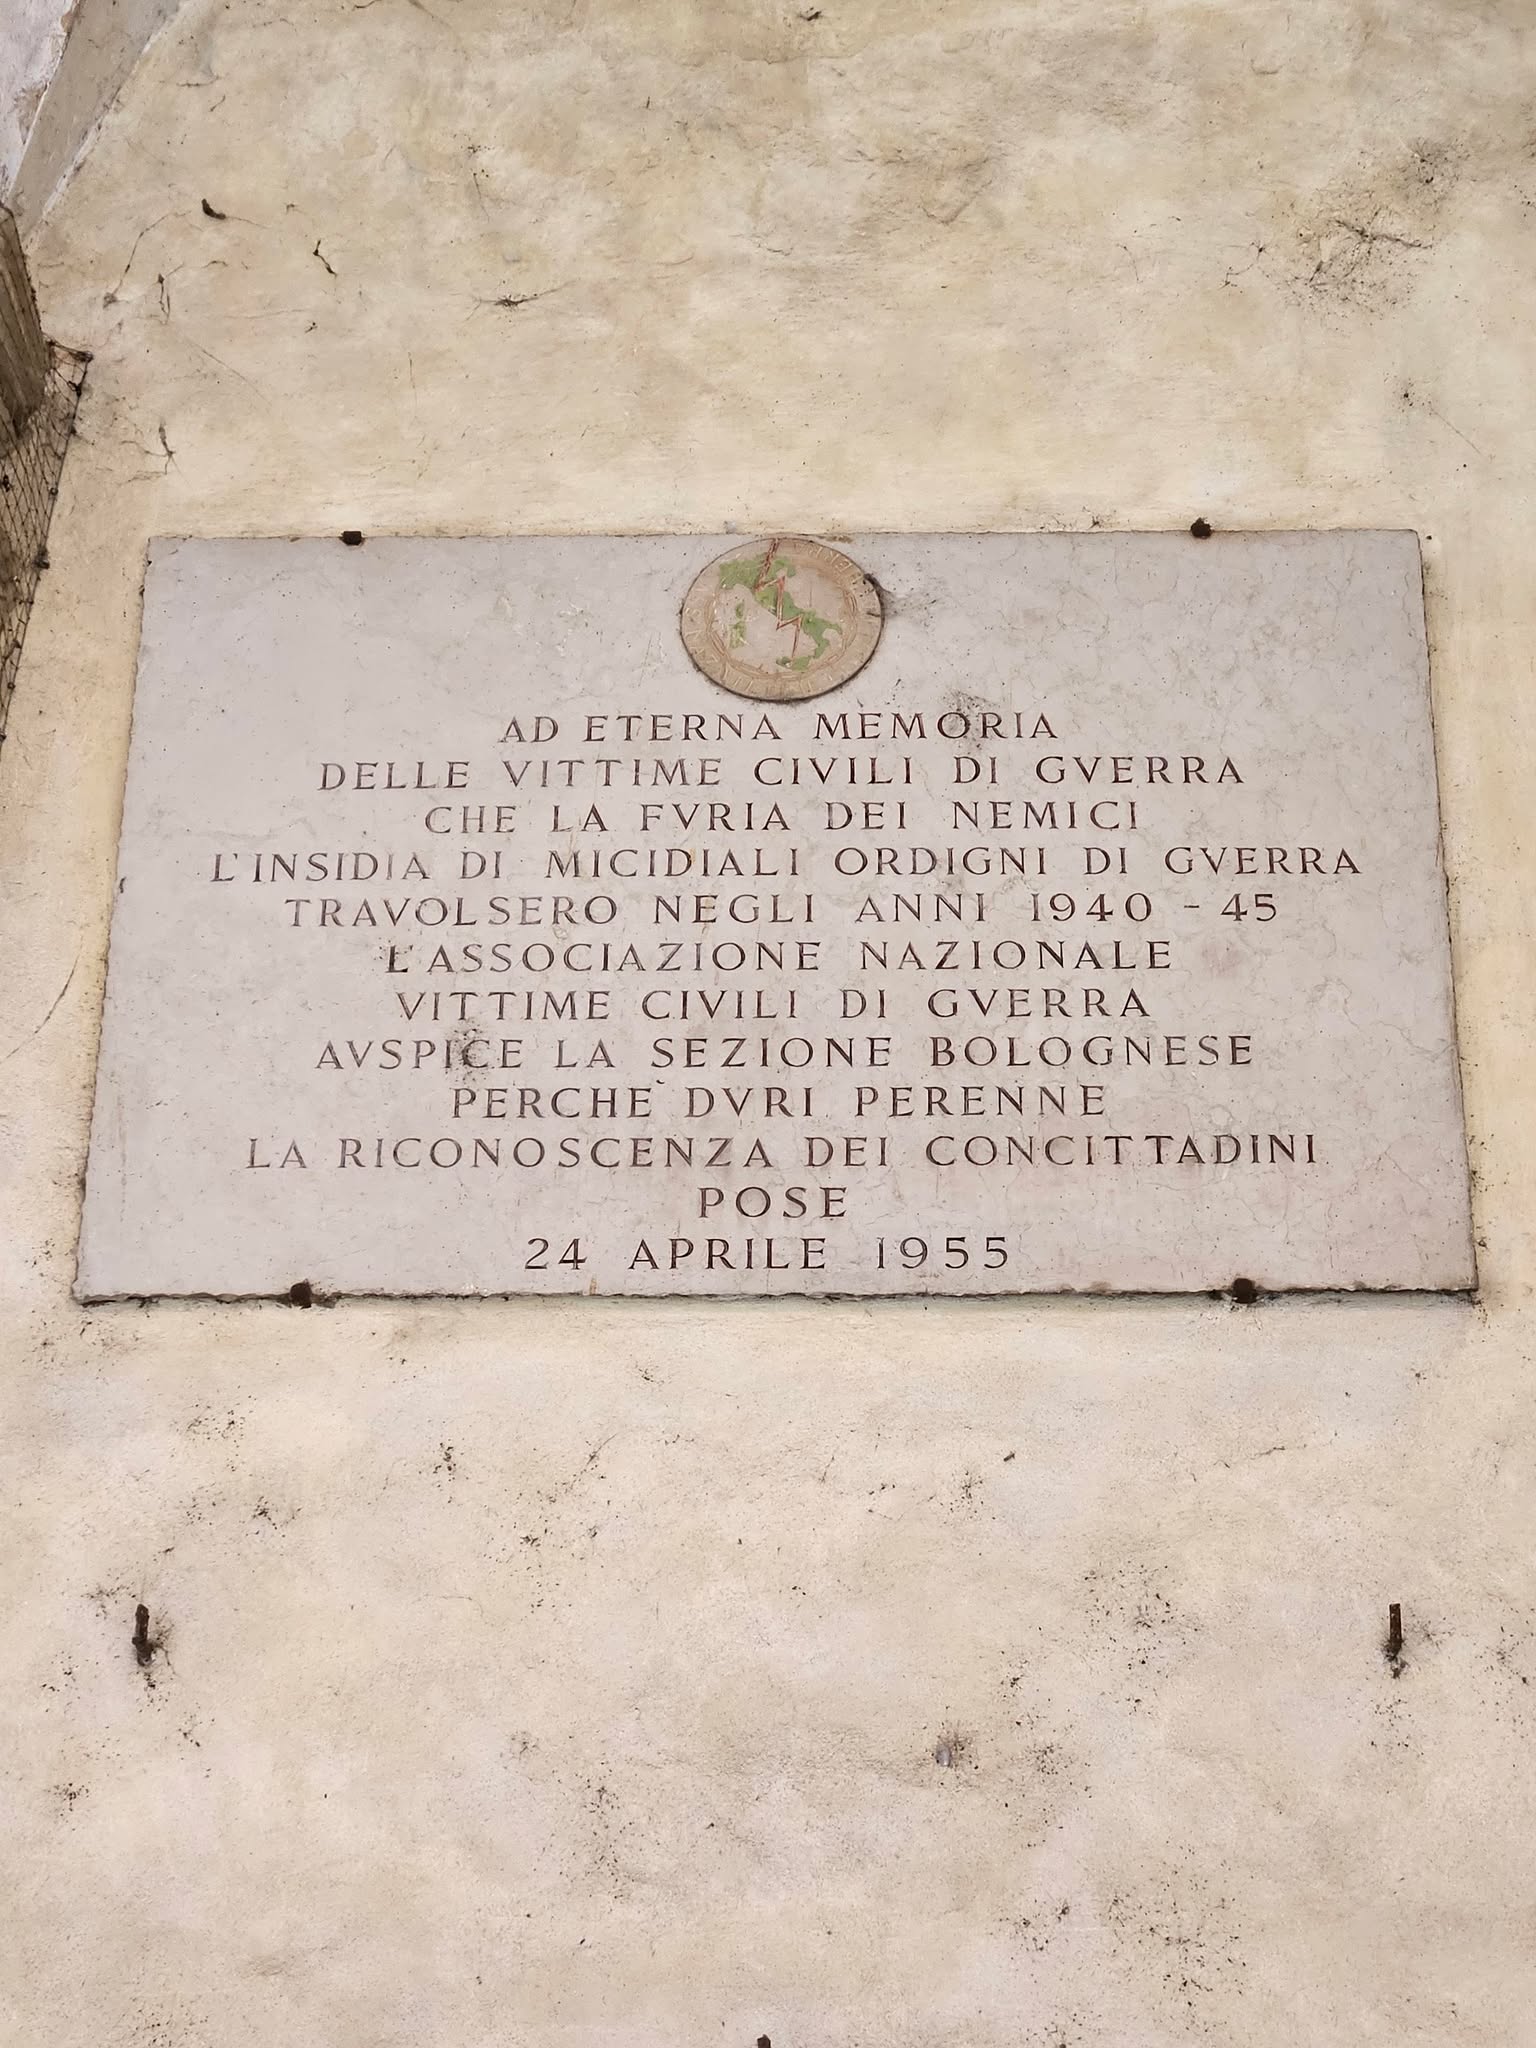 AD ETERNA MEMORIA
DELLE VITTIME CIVILI DI GVERRA
CHE LA FVRIA DEI NEMICI
L'INSIDIA DI MICIDIALI ORDIGNI DI GVERRA
TRAVOLSERO NEGLI ANNI 1940 - 45
L'ASSOCIAZIONE NAZIONALE
VITTIME CIVILI DI GVERRA
AVSPICE LA SEZIONE BOLOGNESE
PERCHÈ DVRI PERENNE
LA RICONOSCENZA DEI CONCITTADINI
POSE
24 APRILE 1955